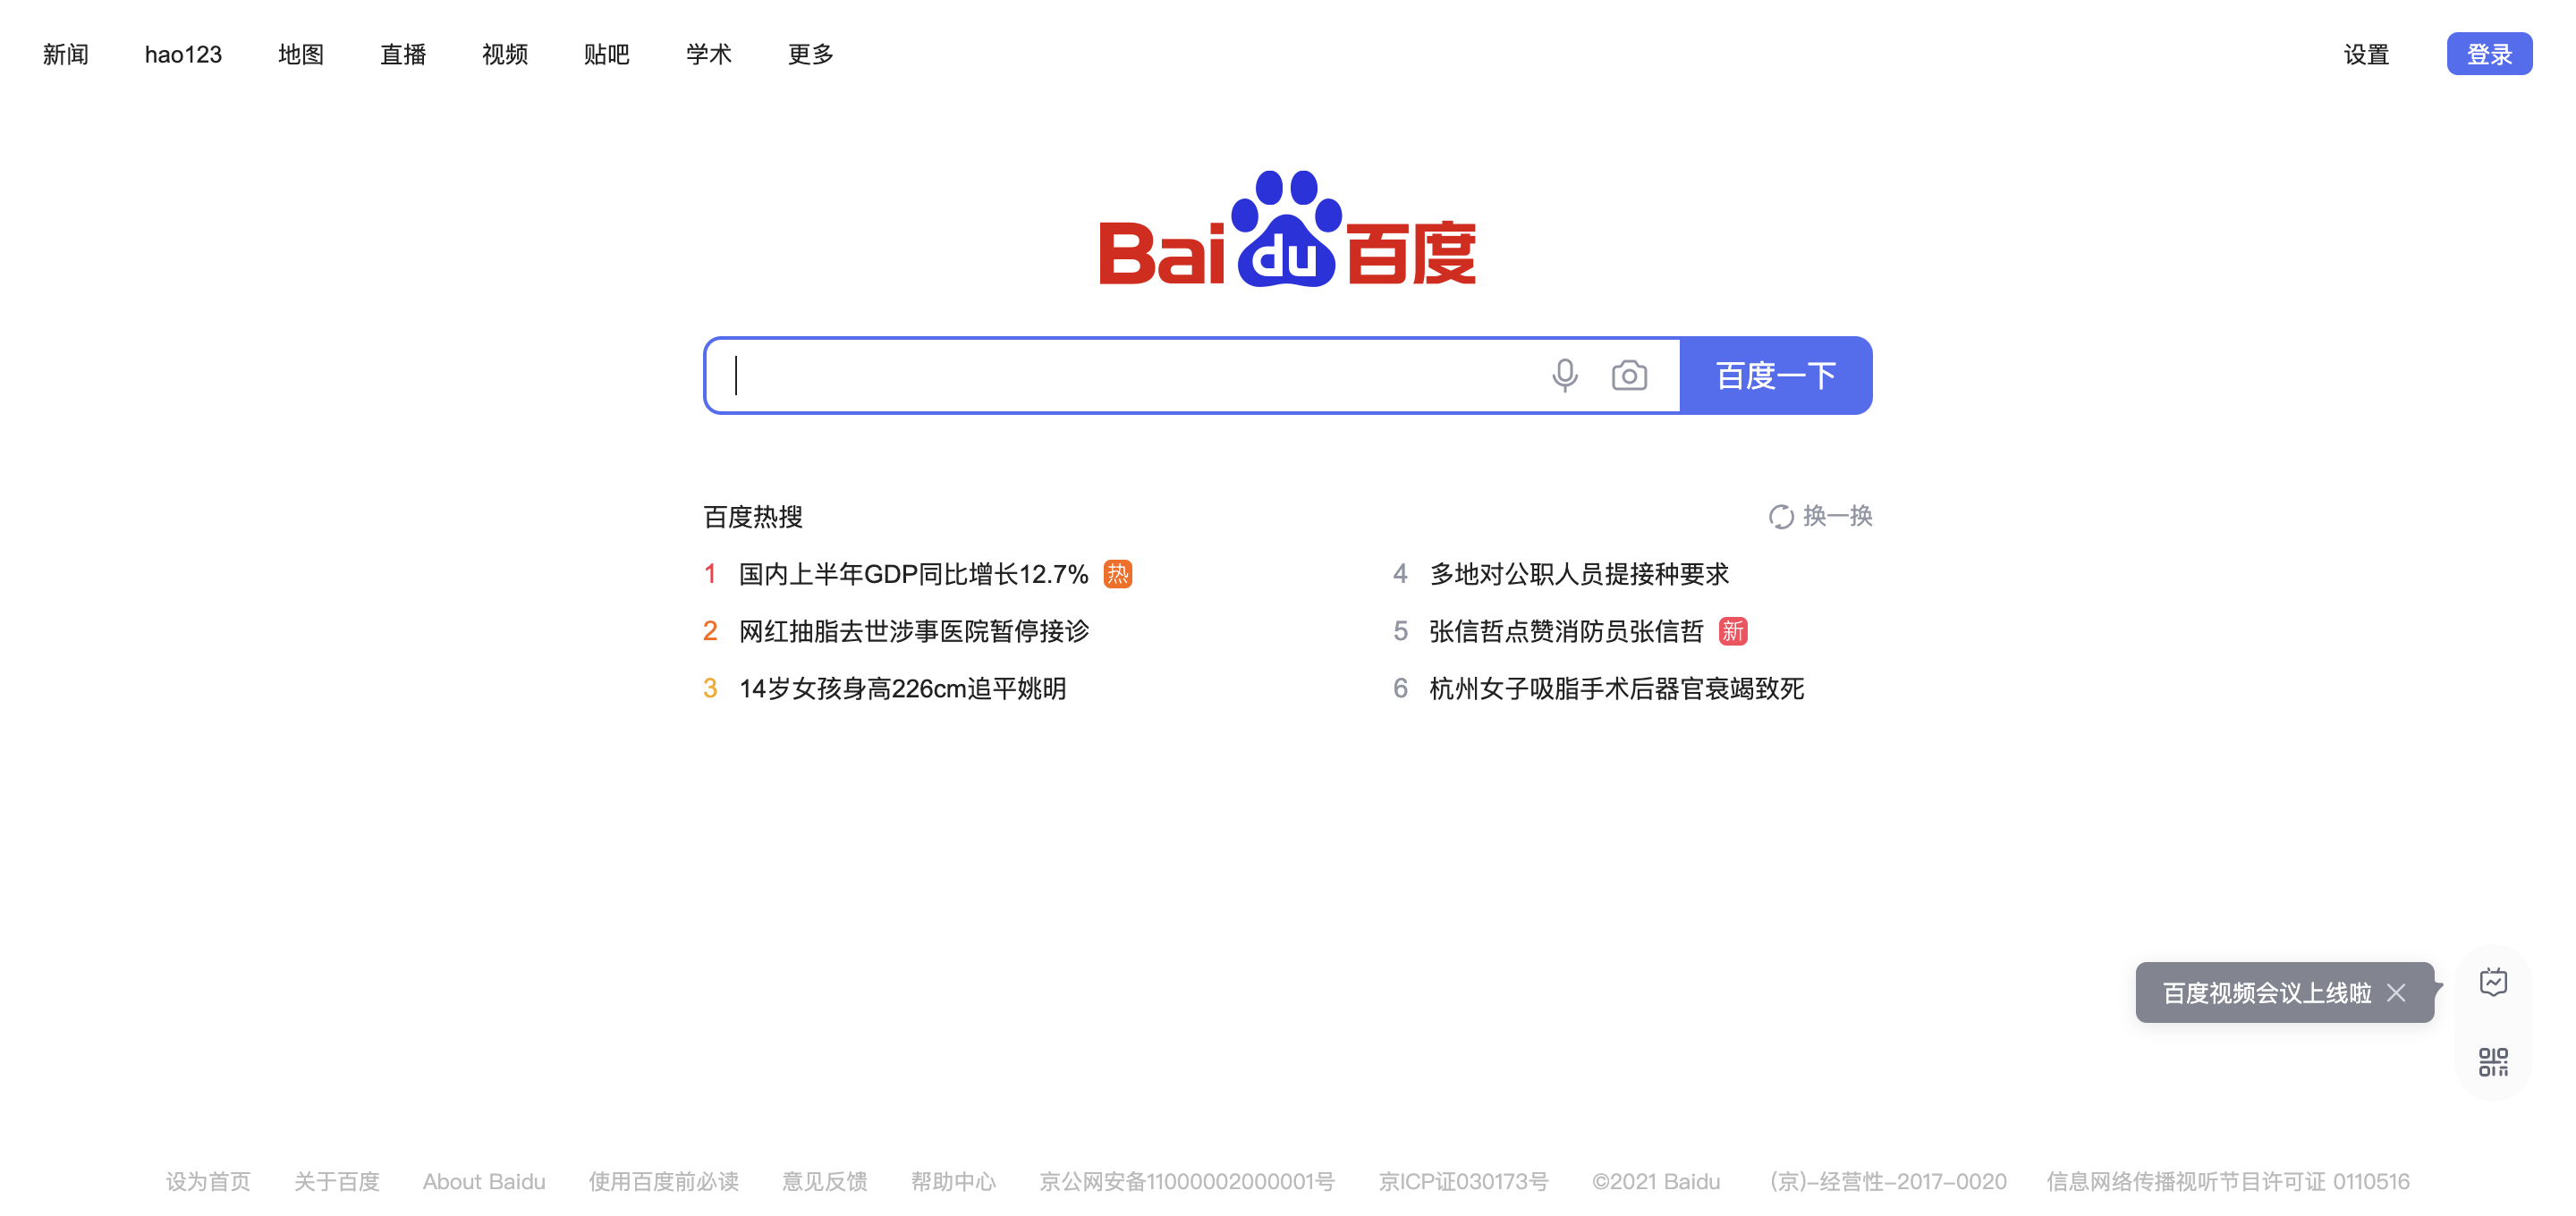 新闻 hao123 地图 直播 视频 贴吧 学术 更多 设置 登录
Bai du 百度
百度一下
百度热搜 换一换
1 国内上半年GDP同比增长12.7% 热
2 网红抽脂去世涉事医院暂停接诊
3 14岁女孩身高226cm追平姚明
4 多地对公职人员提接种要求
5 张信哲点赞消防员张信哲 新
6 杭州女子吸脂手术后器官衰竭致死
百度视频会议上线啦
设为首页 关于百度 About Baidu 使用百度前必读 意见反馈 帮助中心 京公网安备11000002000001号 京ICP证030173号 ©2021 Baidu (京)-经营性-2017-0020 信息网络传播视听节目许可证 0110516